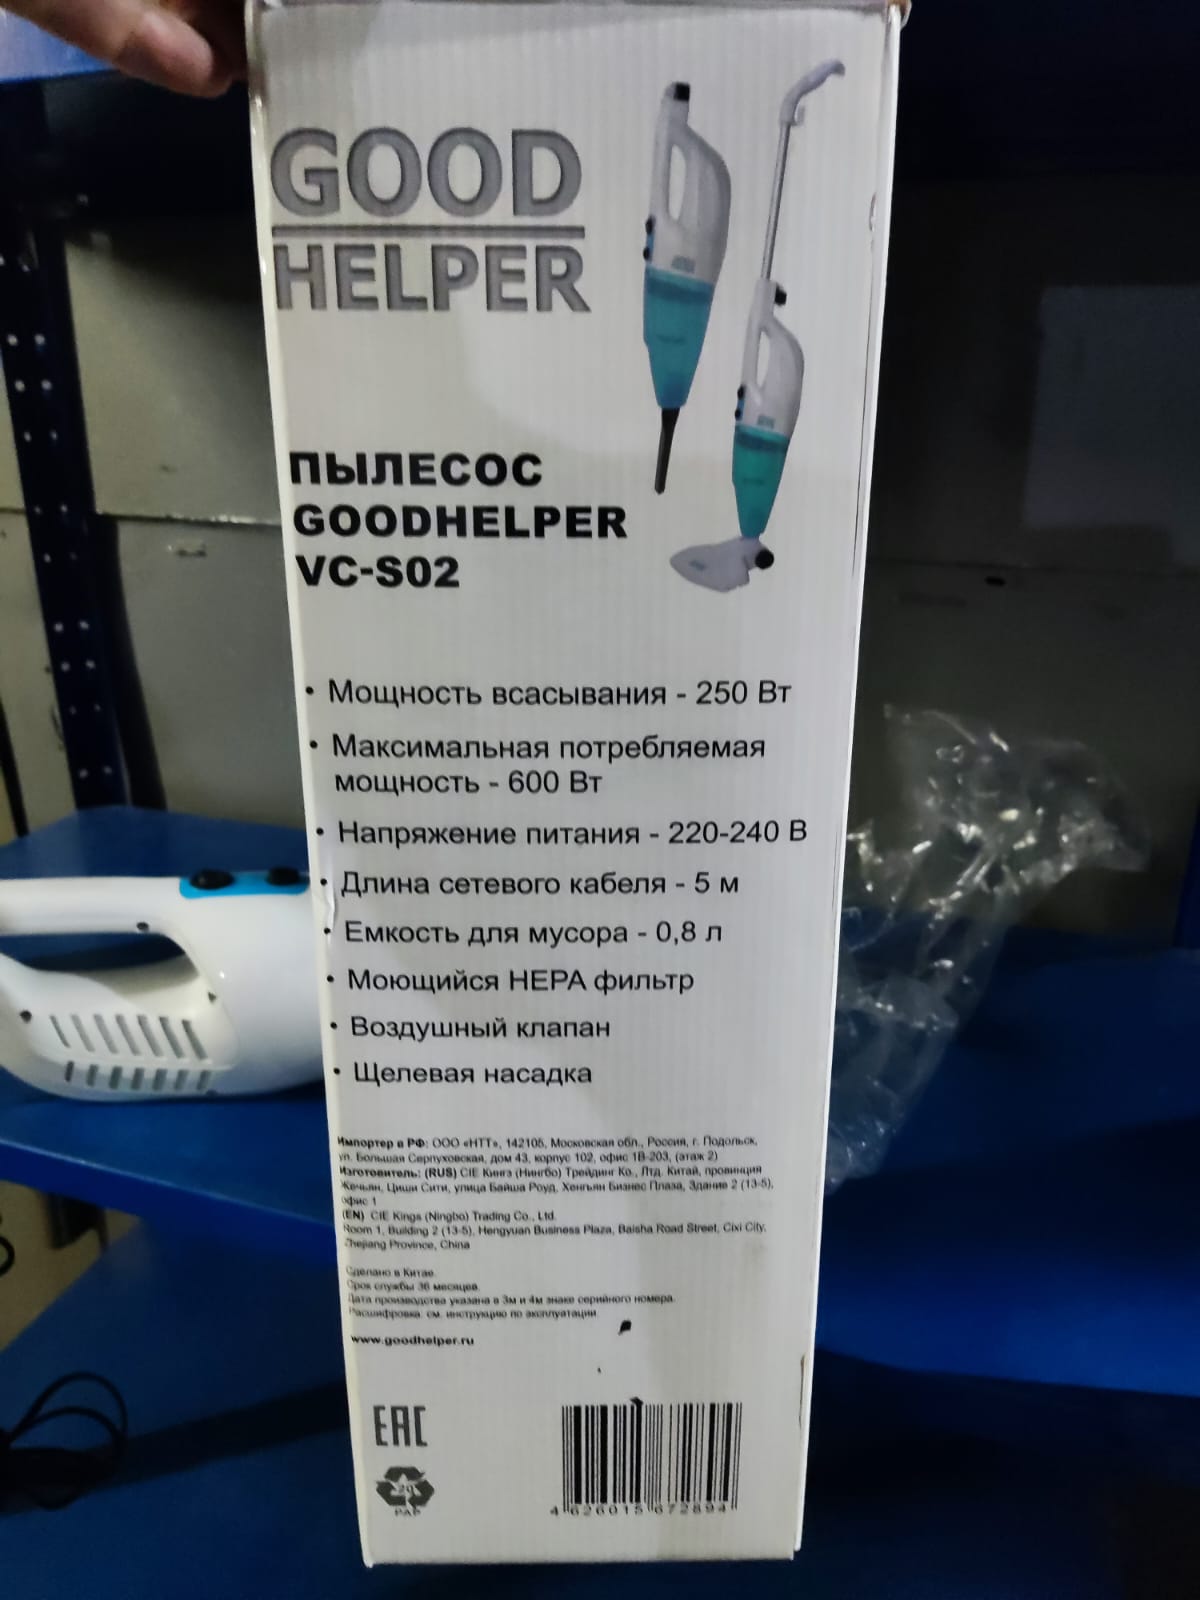 GOOD
HELPER
ПЫЛЕСОС
GOODHELPER
VC-S02
• Мощность всасывания - 250 Вт
• Максимальная потребляемая
мощность - 600 Вт
• Напряжение питания - 220-240 В
• Длина сетевого кабеля - 5 м
• Емкость для мусора - 0,8 л
• Моющийся HEPA фильтр
• Воздушный клапан
• Щелевая насадка
Импортер в РФ: ООО «НТТ», 142105, Московская обл., Россия, г. Подольск,
ул. Большая Серпуховская, дом 43, корпус 102, офис 1В-203, (этаж 2)
Изготовитель: (RUS) CIE Кингз (Нингбо) Трейдинг Ко., Лтд. Китай, провинция
Жечьян, Циши Сити, улица Байша Роуд, Хенгьян Бизнес Плаза, Здание 2 (13-5),
офис 1
(EN) CIE Kings (Ningbo) Trading Co., Ltd.
Room 1, Building 2 (13-5), Hengyuan Business Plaza, Baisha Road Street, Cixi City,
Zhejiang Province, China
Сделано в Китае.
Срок службы 36 месяцев.
Дата производства указана в 3м и 4м знаке серийного номера.
Расшифровка: см. инструкцию по эксплуатации.
www.goodhelper.ru
EAC
PAP
4 626015 672894